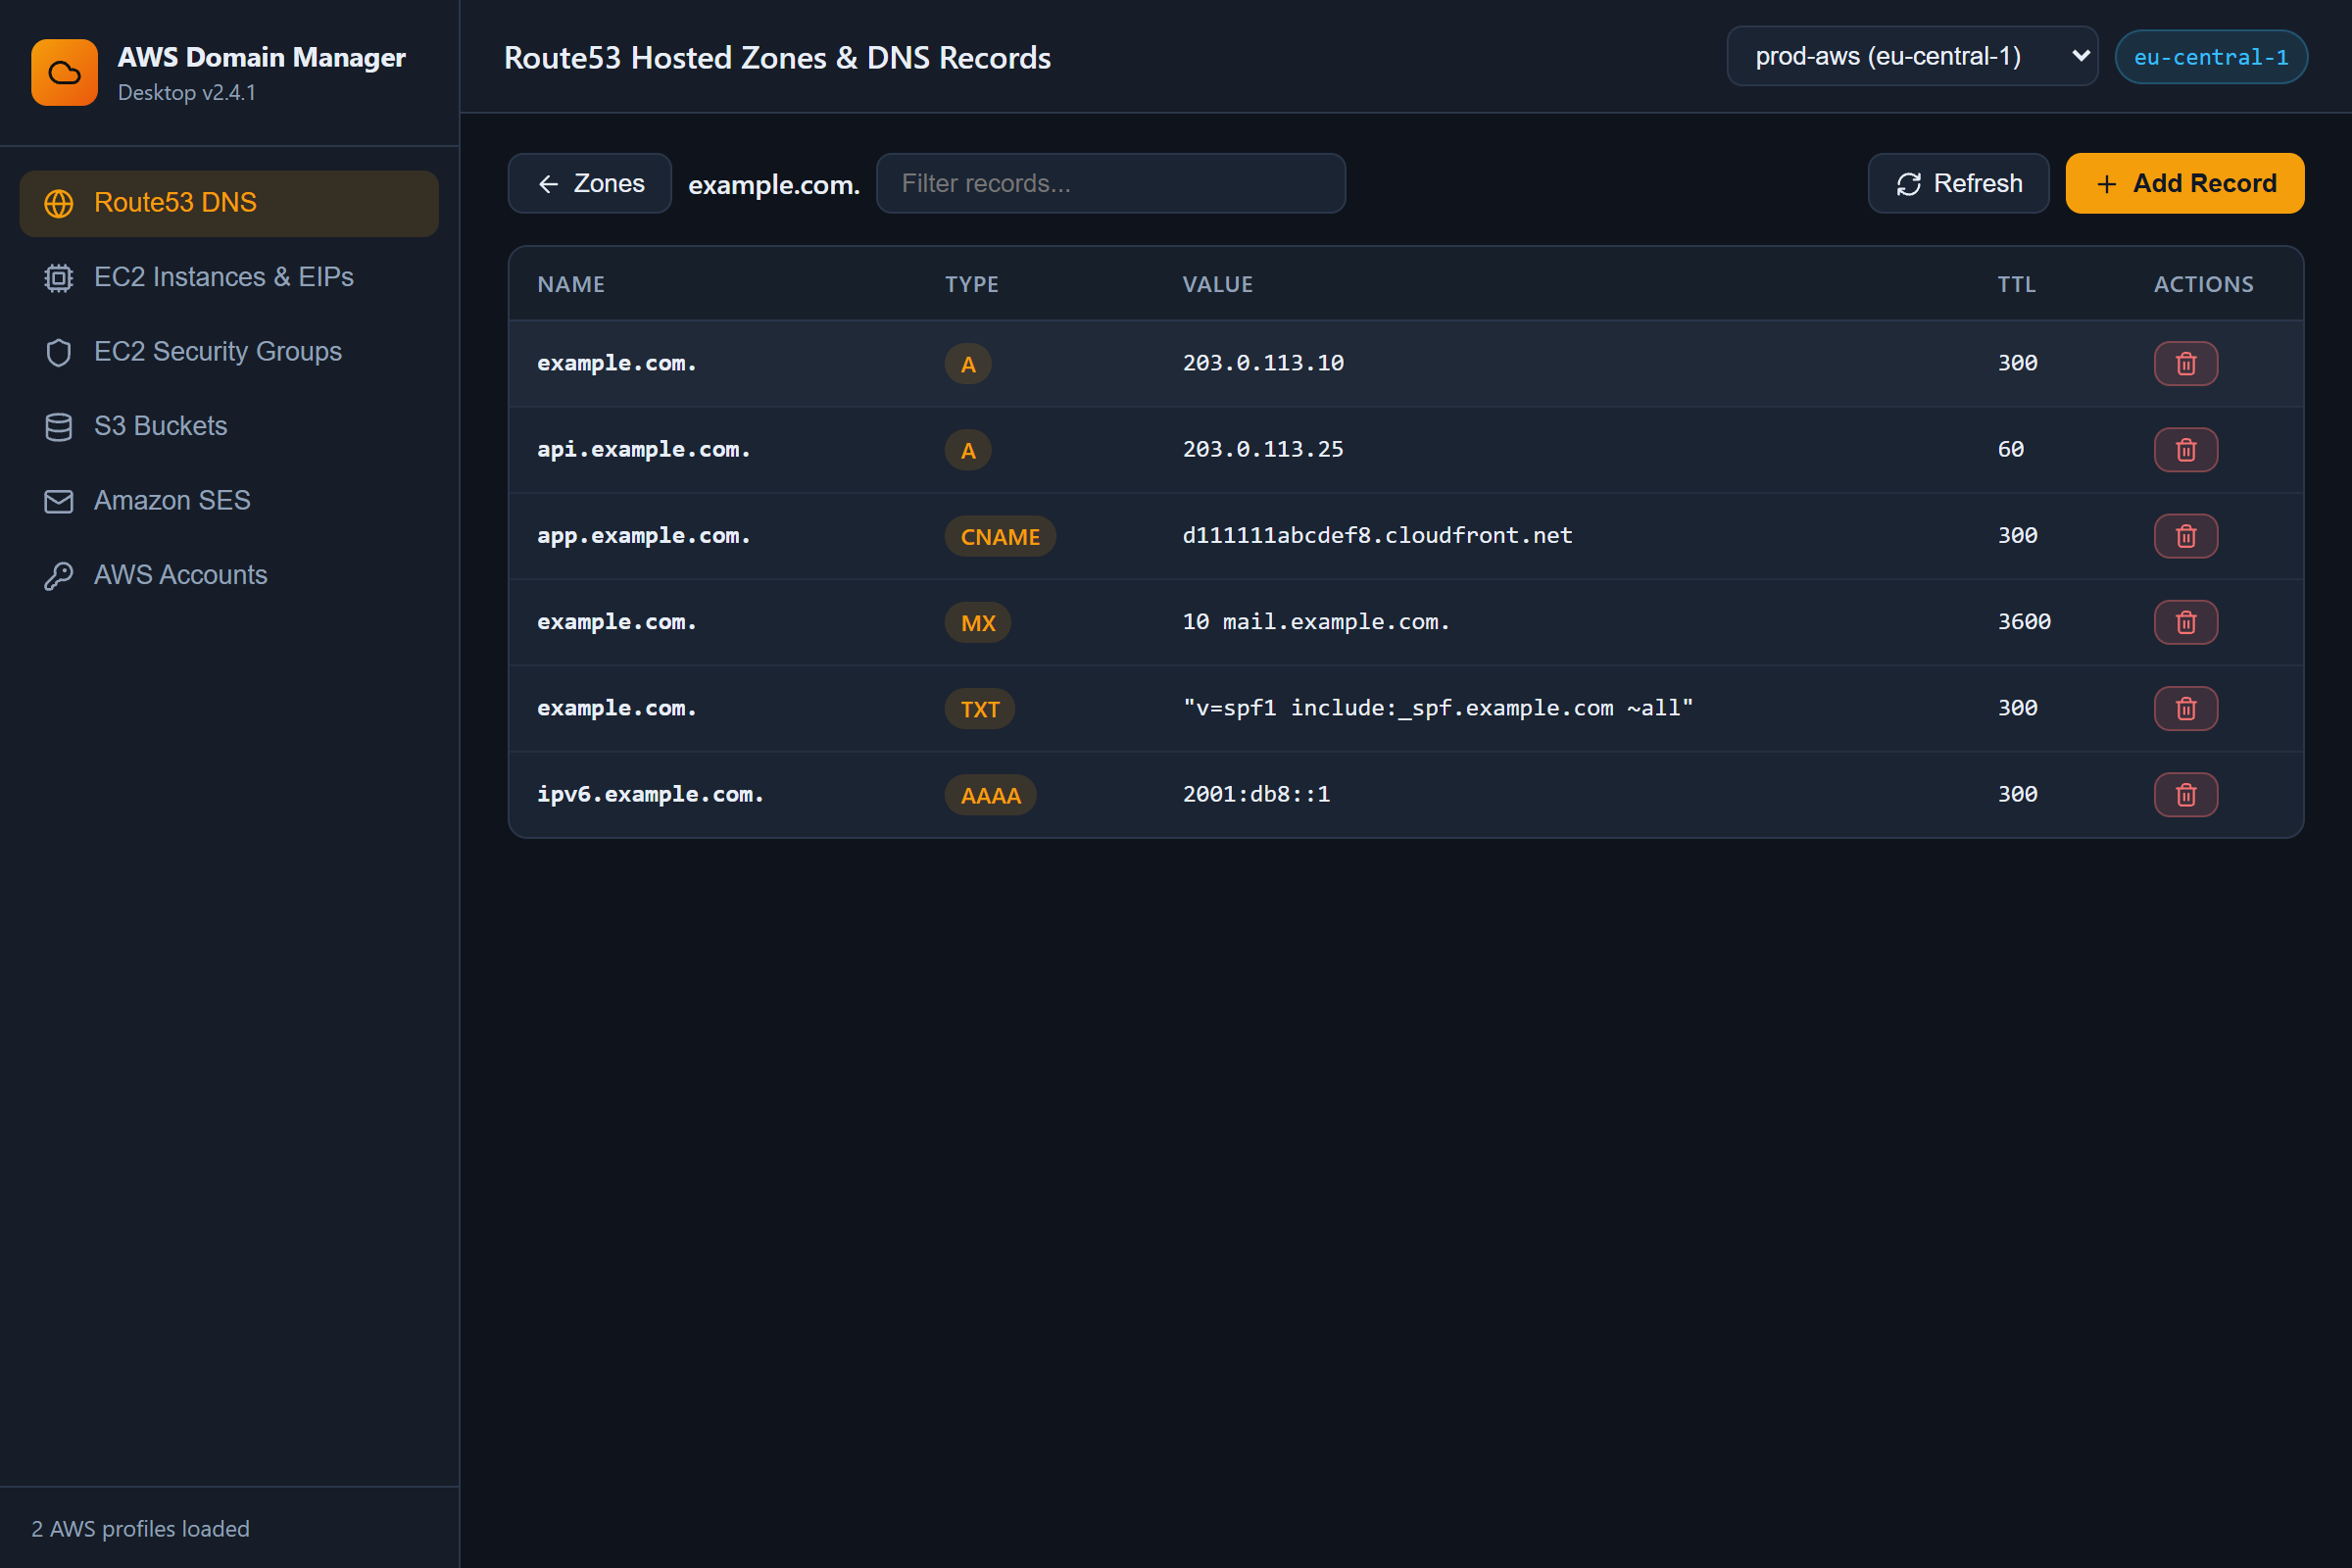 AWS Domain Manager
Desktop v2.4.1
Route53 DNS
EC2 Instances & EIPs
EC2 Security Groups
S3 Buckets
Amazon SES
AWS Accounts
2 AWS profiles loaded
Route53 Hosted Zones & DNS Records
prod-aws (eu-central-1)
eu-central-1
Zones
example.com.
Filter records...
Refresh
Add Record
NAME TYPE VALUE TTL ACTIONS
example.com. A 203.0.113.10 300
api.example.com. A 203.0.113.25 60
app.example.com. CNAME d111111abcdef8.cloudfront.net 300
example.com. MX 10 mail.example.com. 3600
example.com. TXT "v=spf1 include:_spf.example.com ~all" 300
ipv6.example.com. AAAA 2001:db8::1 300